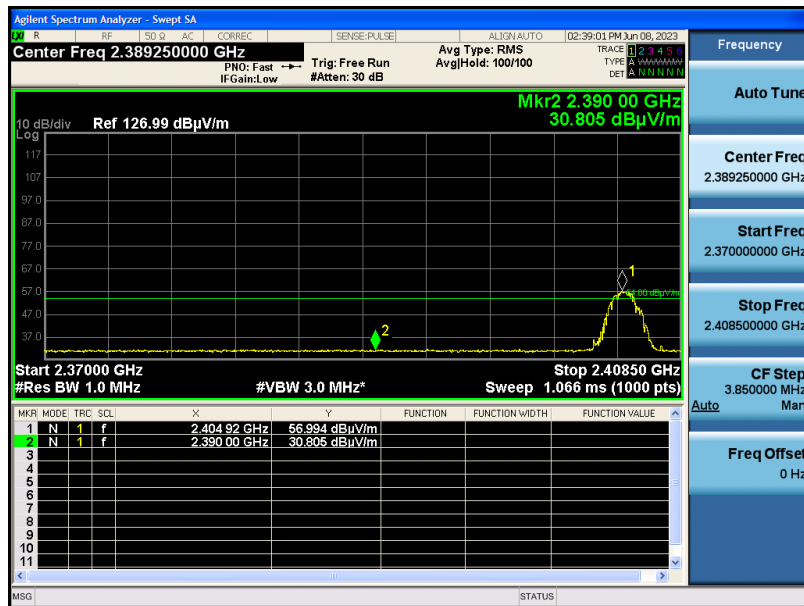 Agilent Spectrum Analyzer - Swept SA
LXI R RF 50 Ω AC CORREC SENSE:PULSE ALIGN AUTO 02:39:01 PM Jun 08, 2023
Center Freq 2.389250000 GHz
PNO: Fast
IFGain:Low
Trig: Free Run
#Atten: 30 dB
Avg Type: RMS
Avg|Hold: 100/100
TRACE 1 2 3 4 5 6
TYPE A
DET A N N N N N
Mkr2 2.390 00 GHz
30.805 dBµV/m
10 dB/div Ref 126.99 dBµV/m
Log
117
107
97.0
87.0
77.0
67.0
57.0
47.0
37.0
1
2
Start 2.37000 GHz Stop 2.40850 GHz
#Res BW 1.0 MHz #VBW 3.0 MHz* Sweep 1.066 ms (1000 pts)
MKR MODE TRC SCL X Y FUNCTION FUNCTION WIDTH FUNCTION VALUE
1 N 1 f 2.404 92 GHz 56.994 dBµV/m
2 N 1 f 2.390 00 GHz 30.805 dBµV/m
3
4
5
6
7
8
9
10
11
MSG STATUS
Frequency
Auto Tune
Center Freq
2.389250000 GHz
Start Freq
2.370000000 GHz
Stop Freq
2.408500000 GHz
CF Step
3.850000 MHz
Auto Man
Freq Offset
0 Hz